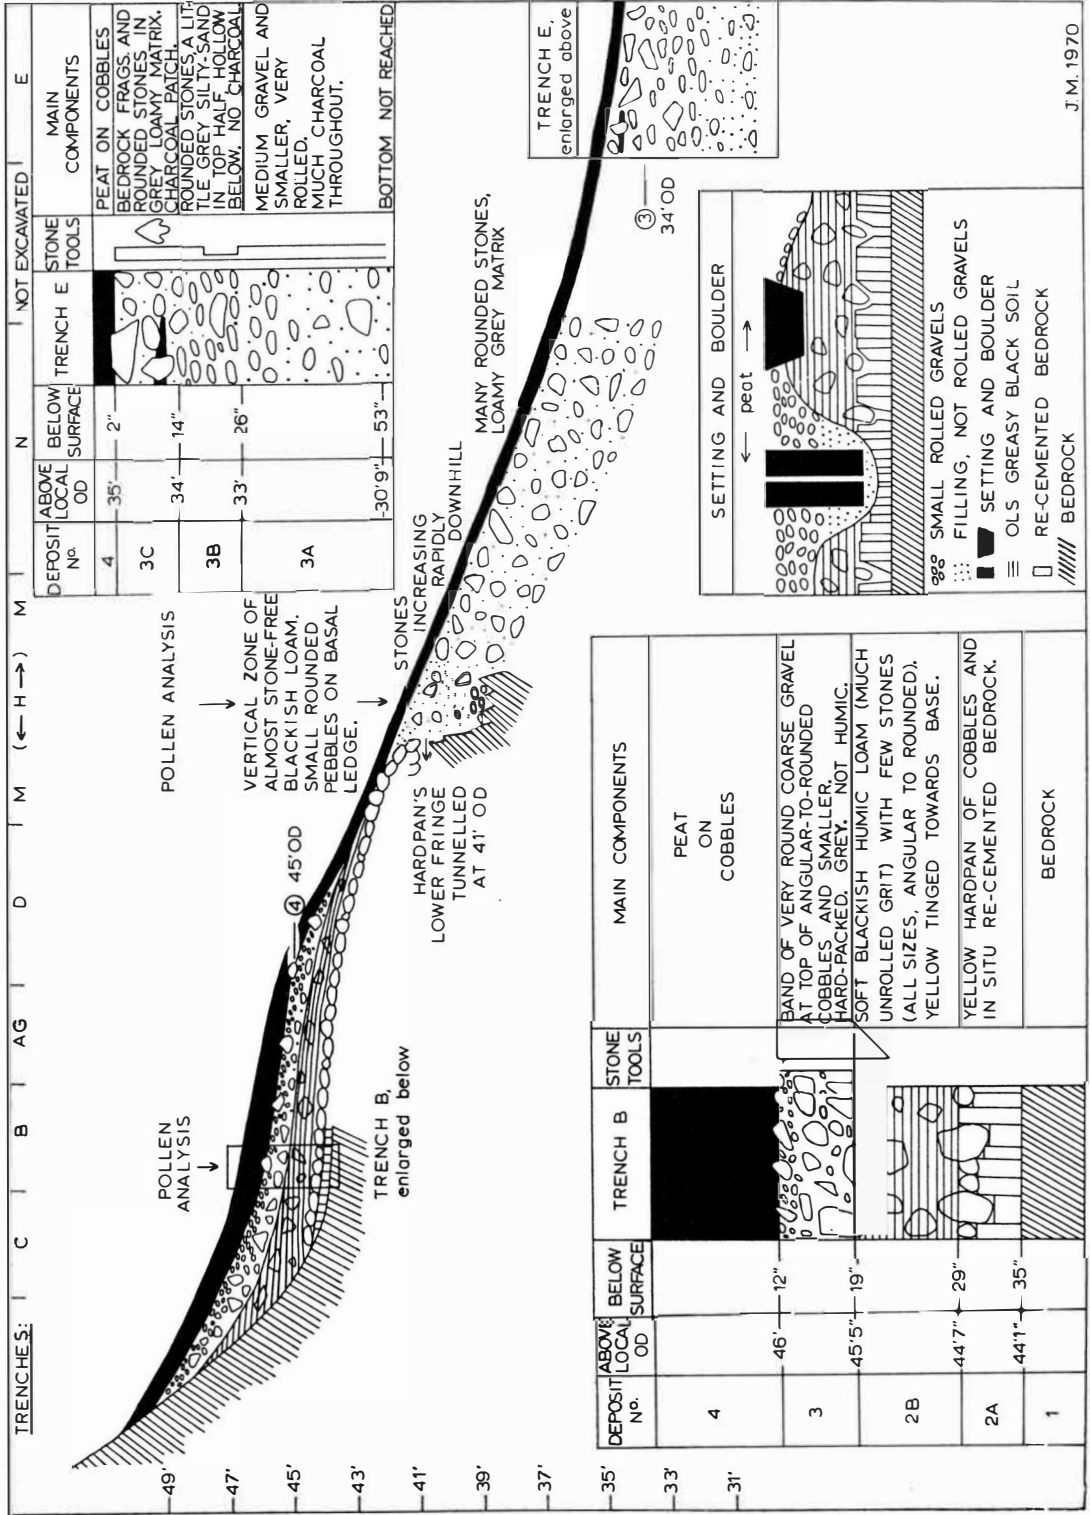 TRENCHES: | C | B | AG | D | M (← H →) M | N | NOT EXCAVATED | E
DEPOSIT No.
ABOVE LOCAL OD
BELOW SURFACE
TRENCH E
STONE TOOLS
MAIN COMPONENTS
4
35'
2"
PEAT ON COBBLES
3C
BEDROCK FRAGS. AND
ROUNDED STONES IN
GREY LOAMY MATRIX.
CHARCOAL PATCH.
34'
14"
3B
ROUNDED STONES, A LIT-
TLE GREY SILTY-SAND
IN TOP HALF. HOLLOW
BELOW. NO CHARCOAL
33'
26"
3A
MEDIUM GRAVEL AND
SMALLER, VERY
ROLLED.
MUCH CHARCOAL
THROUGHOUT.
30'9"
53"
BOTTOM NOT REACHED
POLLEN ANALYSIS
VERTICAL ZONE OF
ALMOST STONE-FREE
BLACKISH LOAM.
SMALL ROUNDED
PEBBLES ON BASAL
LEDGE.
STONES
INCREASING
RAPIDLY
DOWNHILL
MANY ROUNDED STONES,
LOAMY GREY MATRIX
TRENCH E,
enlarged above
③
34'OD
POLLEN
ANALYSIS
④ 45'OD
HARDPAN'S
LOWER FRINGE
TUNNELLED
AT 41' OD
TRENCH B,
enlarged below
49'
47'
45'
43'
41'
39'
37'
35'
33'
31'
DEPOSIT No.
ABOVE LOCAL OD
BELOW SURFACE
TRENCH B
STONE TOOLS
MAIN COMPONENTS
4
PEAT
ON
COBBLES
46'
12"
3
BAND OF VERY ROUND COARSE GRAVEL
AT TOP OF ANGULAR-TO-ROUNDED
COBBLES AND SMALLER.
HARD-PACKED. GREY. NOT HUMIC.
45'5"
19"
2B
SOFT BLACKISH HUMIC LOAM (MUCH
UNROLLED GRIT) WITH FEW STONES
(ALL SIZES, ANGULAR TO ROUNDED).
YELLOW TINGED TOWARDS BASE.
44'7"
29"
2A
YELLOW HARDPAN OF COBBLES AND
IN SITU RE-CEMENTED BEDROCK.
44'1"
35"
1
BEDROCK
SETTING AND BOULDER
← peat →
SMALL ROLLED GRAVELS
FILLING, NOT ROLLED GRAVELS
SETTING AND BOULDER
OLS GREASY BLACK SOIL
RE-CEMENTED BEDROCK
BEDROCK
J.M. 1970